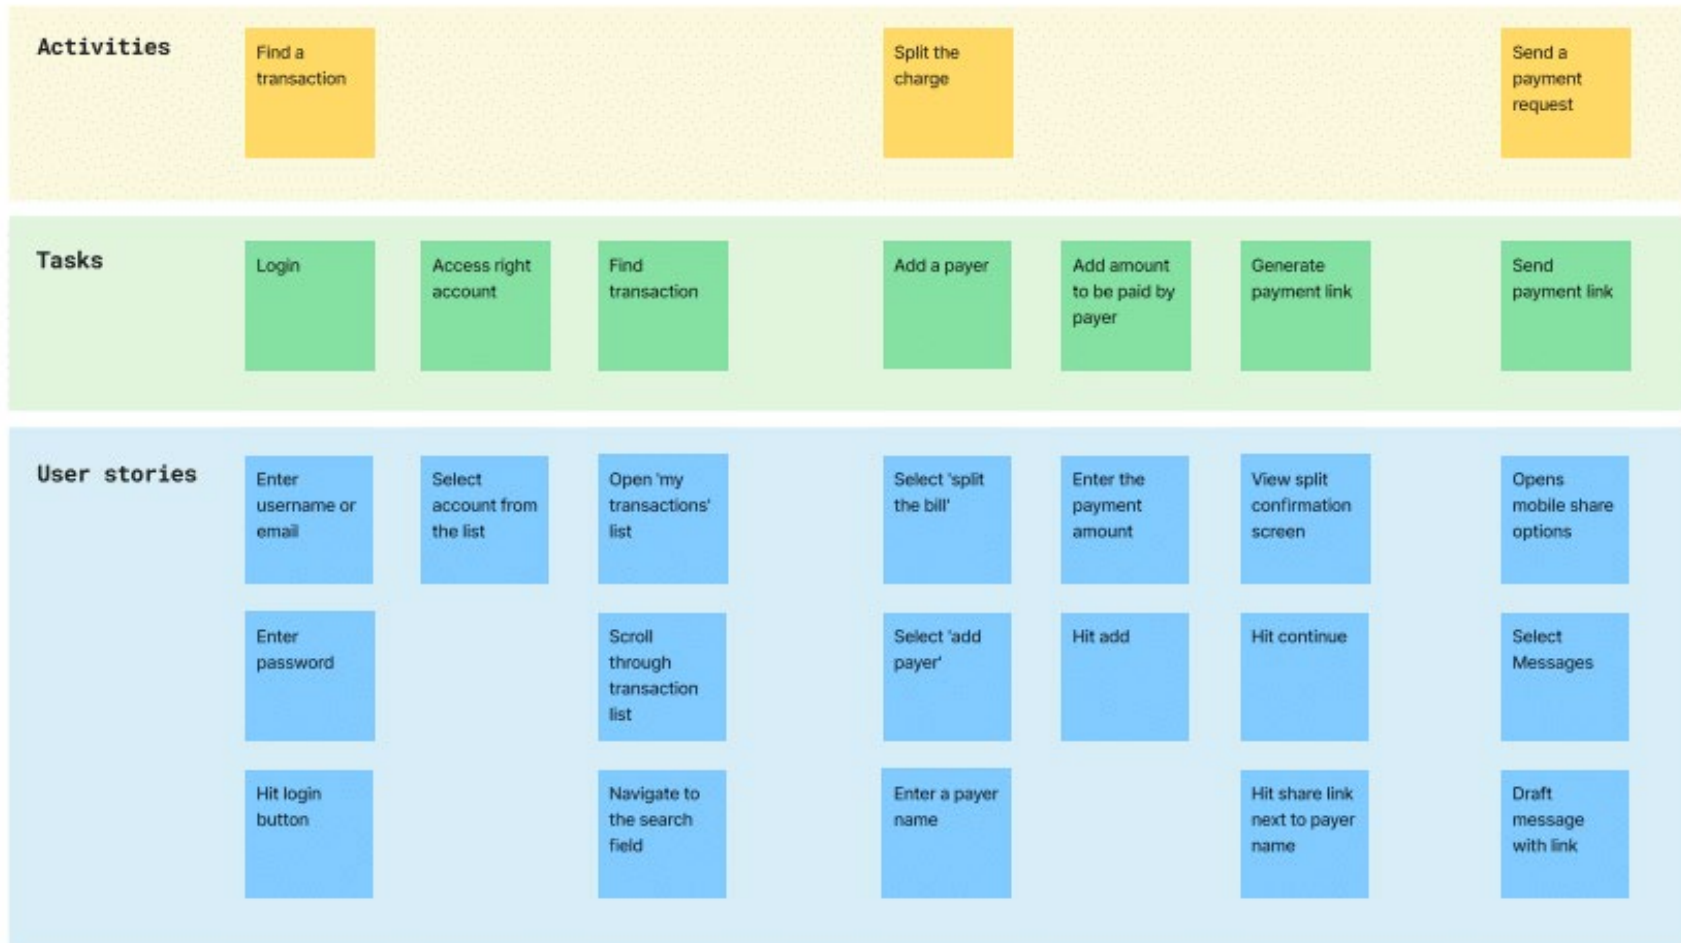 Activities
Find a
transaction
Split the
charge
Send a
payment
request
Tasks
Login
Access right
account
Find
transaction
Add a payer
Add amount
to be paid by
payer
Generate
payment link
Send
payment link
User stories
Enter
username or
email
Select
account from
the list
Open 'my
transactions'
list
Select 'split
the bill'
Enter the
payment
amount
View split
confirmation
screen
Opens
mobile share
options
Enter
password
Scroll
through
transaction
list
Select 'add
payer'
Hit add
Hit continue
Select
Messages
Hit login
button
Navigate to
the search
field
Enter a payer
name
Hit share link
next to payer
name
Draft
message
with link